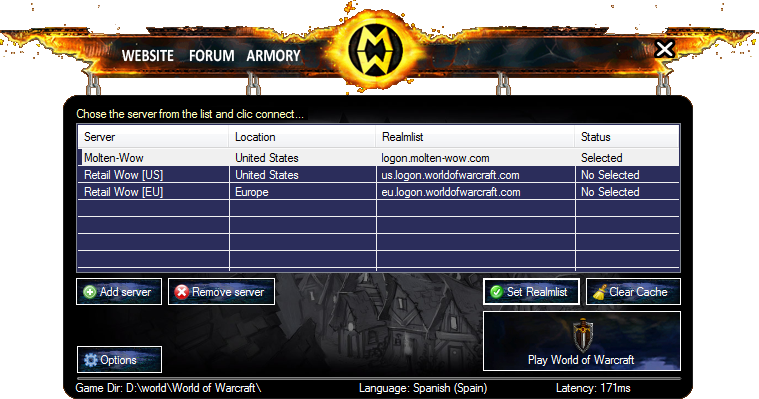 WEBSITE FORUM ARMORY
Chose the server from the list and clic connect...
Server Location Realmlist Status
Molten-Wow United States logon.molten-wow.com Selected
Retail Wow [US] United States us.logon.worldofwarcraft.com No Selected
Retail Wow [EU] Europe eu.logon.worldofwarcraft.com No Selected
Add server Remove server Set Realmlist Clear Cache
Play World of Warcraft
Options
Game Dir: D:\world\World of Warcraft\ Language: Spanish (Spain) Latency: 171ms